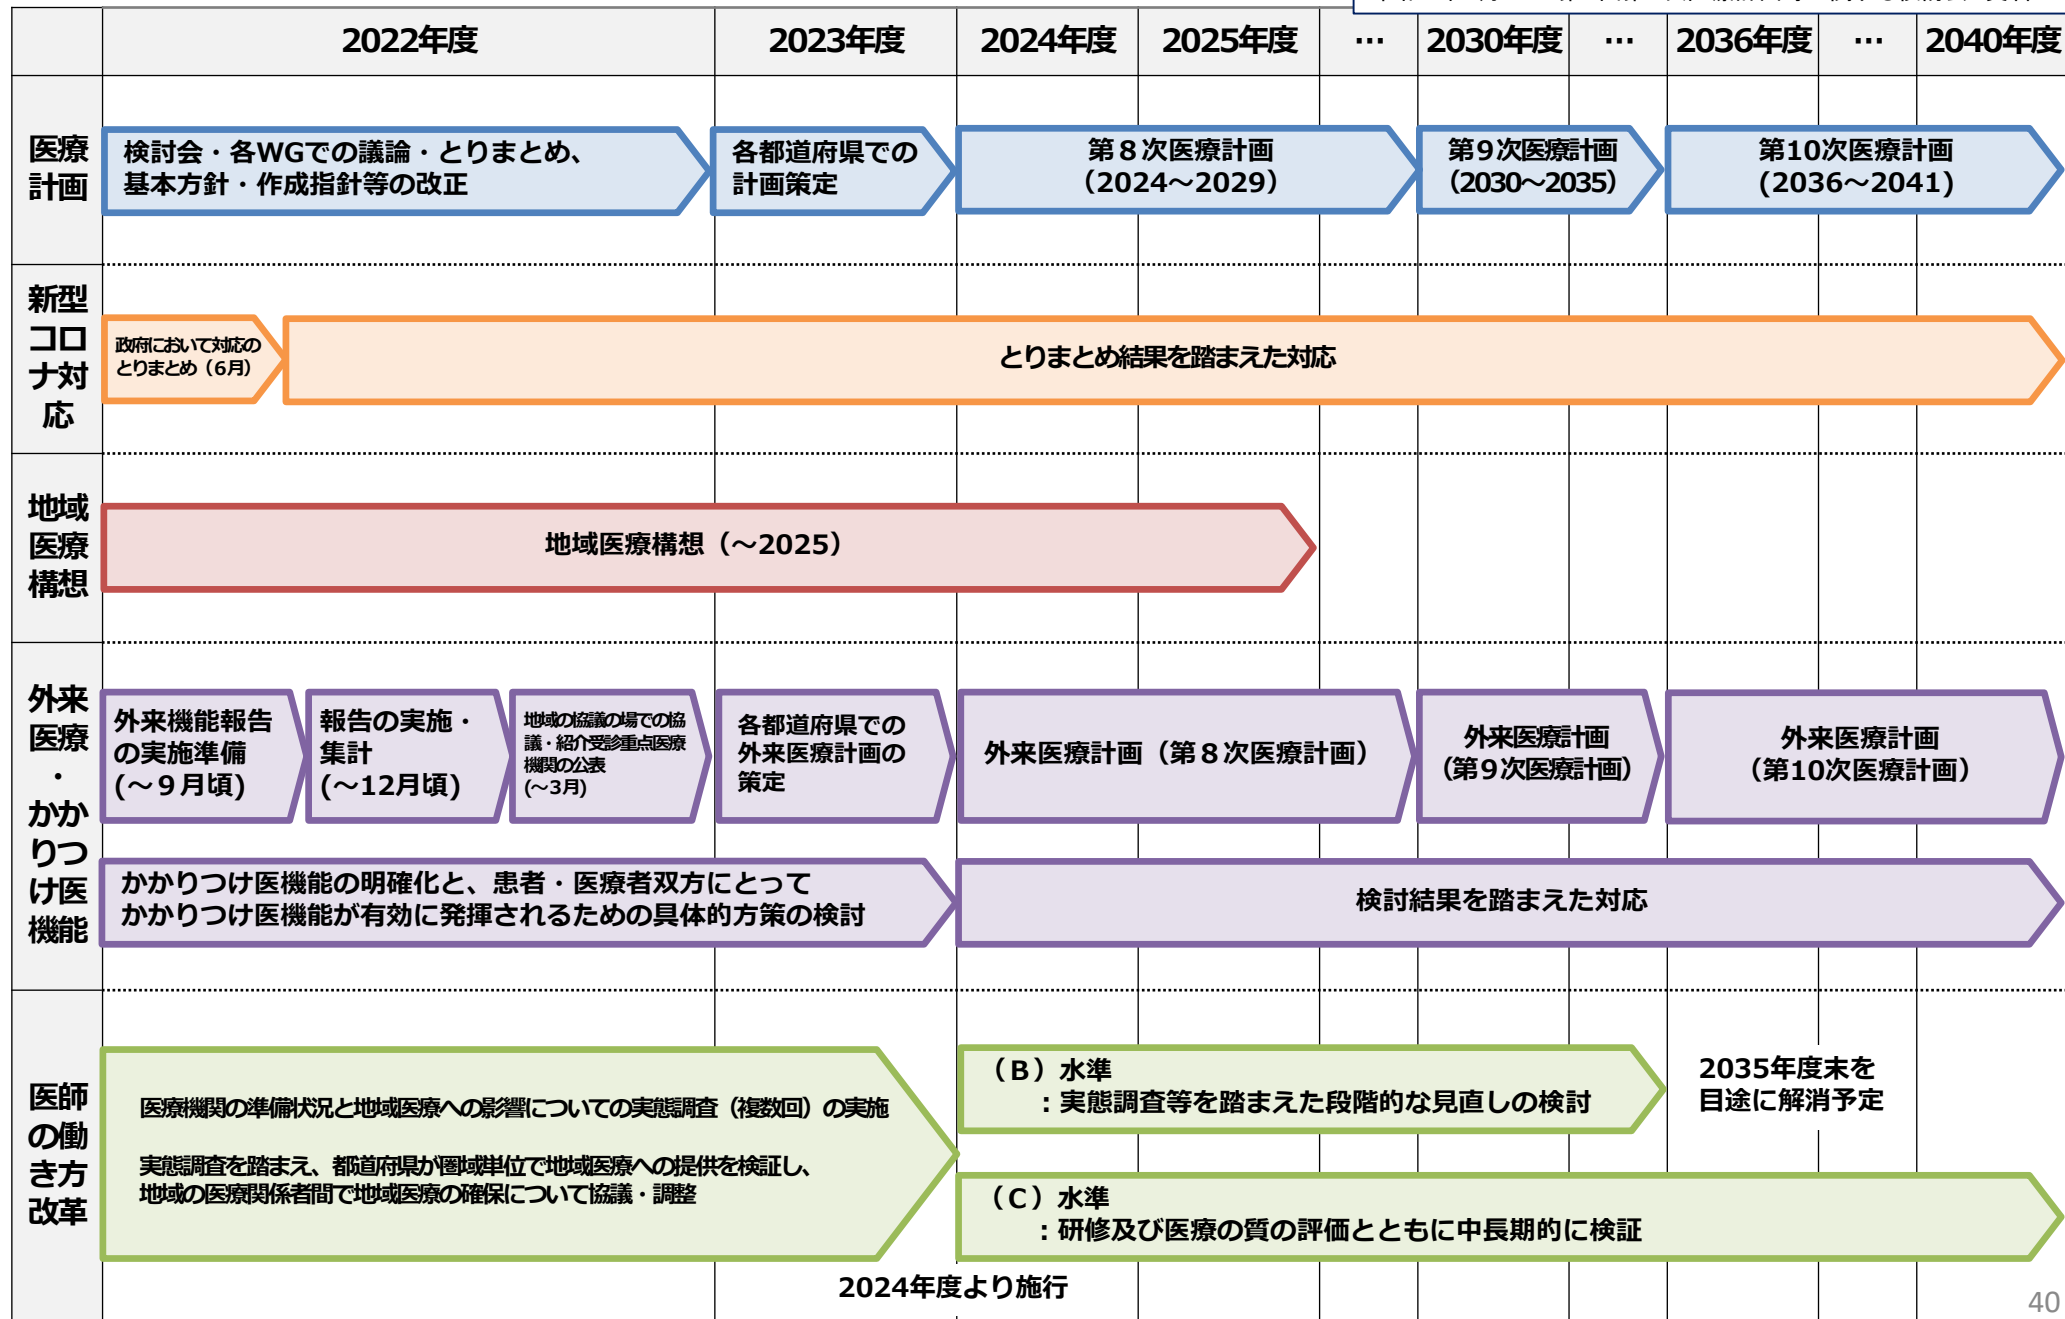 2022年度 2023年度 2024年度 2025年度 … 2030年度 … 2036年度 … 2040年度
医療
計画
検討会・各WGでの議論・とりまとめ、
基本方針・作成指針等の改正
各都道府県での
計画策定
第８次医療計画
（2024～2029）
第９次医療計画
（2030～2035）
第10次医療計画
(2036～2041)
新型
コロ
ナ対
応
政府において対応の
とりまとめ（6月）
とりまとめ結果を踏まえた対応
地域
医療
構想
地域医療構想（～2025）
外来
医療
・
かか
りつ
け医
機能
外来機能報告
の実施準備
(～９月頃)
報告の実施・
集計
(～12月頃)
地域の協議の場での協
議・紹介受診重点医療
機関の公表
(～3月)
各都道府県での
外来医療計画の
策定
外来医療計画（第８次医療計画）
外来医療計画
（第９次医療計画）
外来医療計画
（第10次医療計画）
かかりつけ医機能の明確化と、患者・医療者双方にとって
かかりつけ医機能が有効に発揮されるための具体的方策の検討
検討結果を踏まえた対応
医師
の働
き方
改革
医療機関の準備状況と地域医療への影響についての実態調査（複数回）の実施
実態調査を踏まえ、都道府県が圏域単位で地域医療への提供を検証し、
地域の医療関係者間で地域医療の確保について協議・調整
（Ｂ）水準
：実態調査等を踏まえた段階的な見直しの検討
2035年度末を
目途に解消予定
（Ｃ）水準
：研修及び医療の質の評価とともに中長期的に検証
2024年度より施行
40